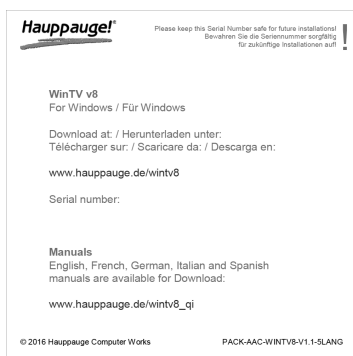 Hauppauge!®
Please keep this Serial Number safe for future installations!
Bewahren Sie die Seriennummer sorgfältig
für zukünftige Installationen auf!
!
WinTV v8
For Windows / Für Windows
Download at: / Herunterladen unter:
Télécharger sur: / Scaricare da: / Descarga en:
www.hauppauge.de/wintv8
Serial number:
Manuals
English, French, German, Italian and Spanish
manuals are available for Download:
www.hauppauge.de/wintv8_qi
© 2016 Hauppauge Computer Works
PACK-AAC-WINTV8-V1.1-5LANG